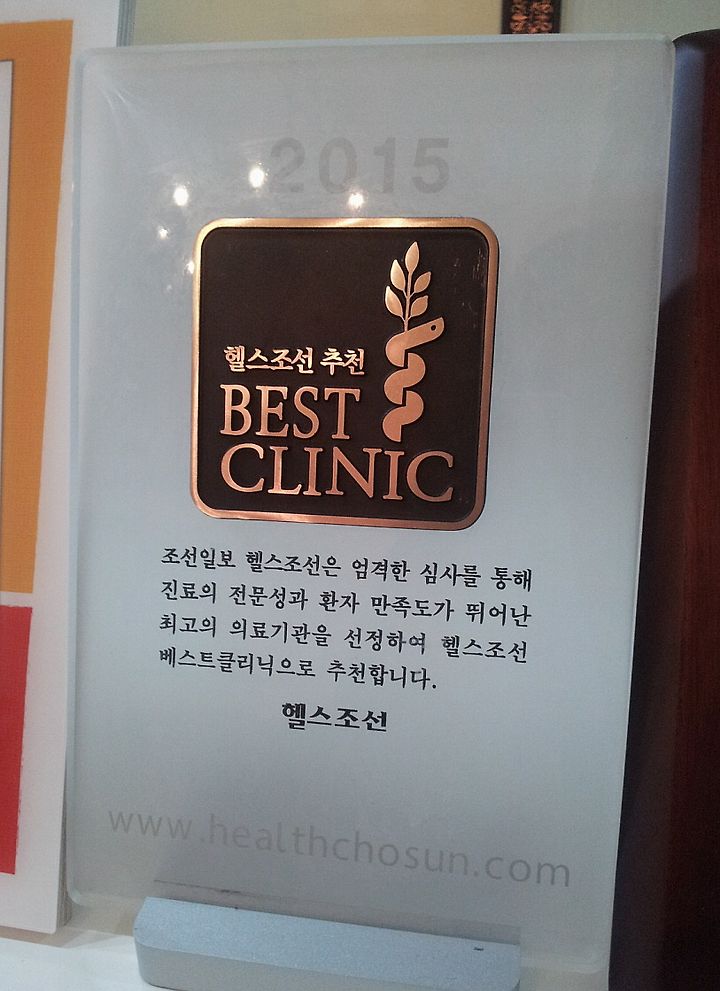 2015
헬스조선 추천
BEST
CLINIC
조선일보 헬스조선은 엄격한 심사를 통해
진료의 전문성과 환자 만족도가 뛰어난
최고의 의료기관을 선정하여 헬스조선
베스트클리닉으로 추천합니다.
헬스조선
www.healthchosun.com